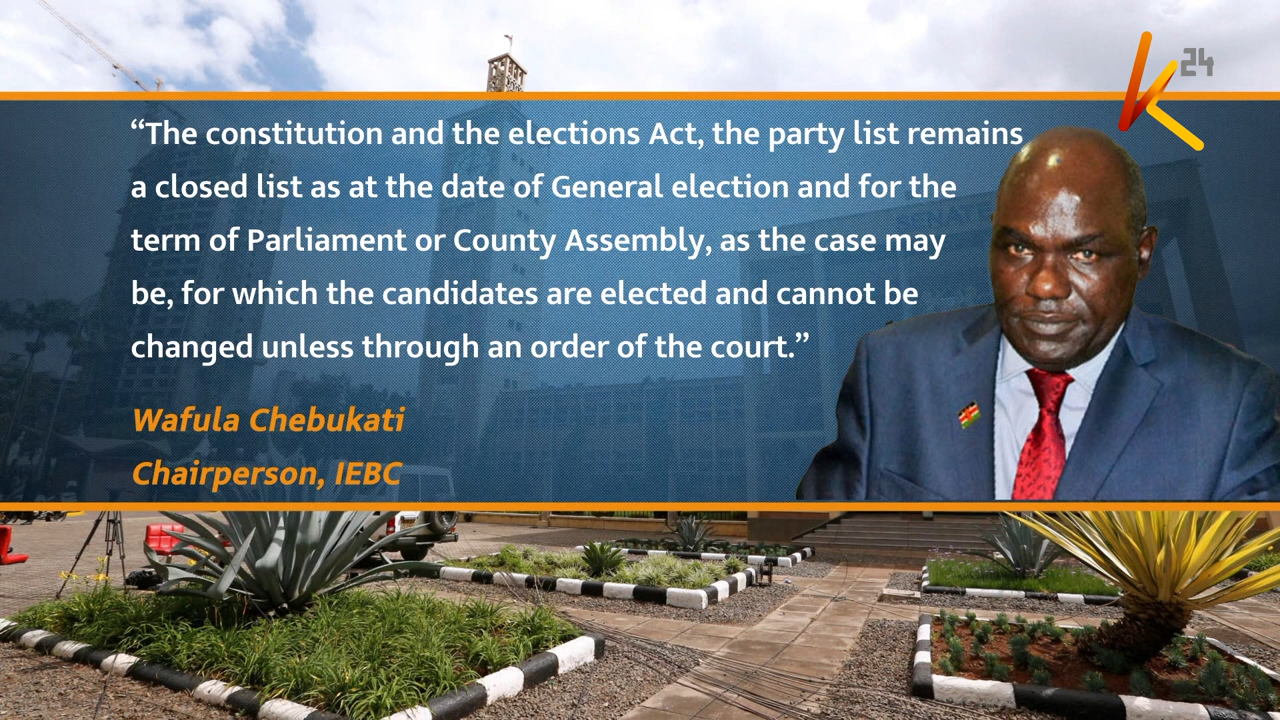 24
“The constitution and the elections Act, the party list remains
a closed list as at the date of General election and for the
term of Parliament or County Assembly, as the case may
be, for which the candidates are elected and cannot be
changed unless through an order of the court.”
SENATE
Wafula Chebukati
Chairperson, IEBC